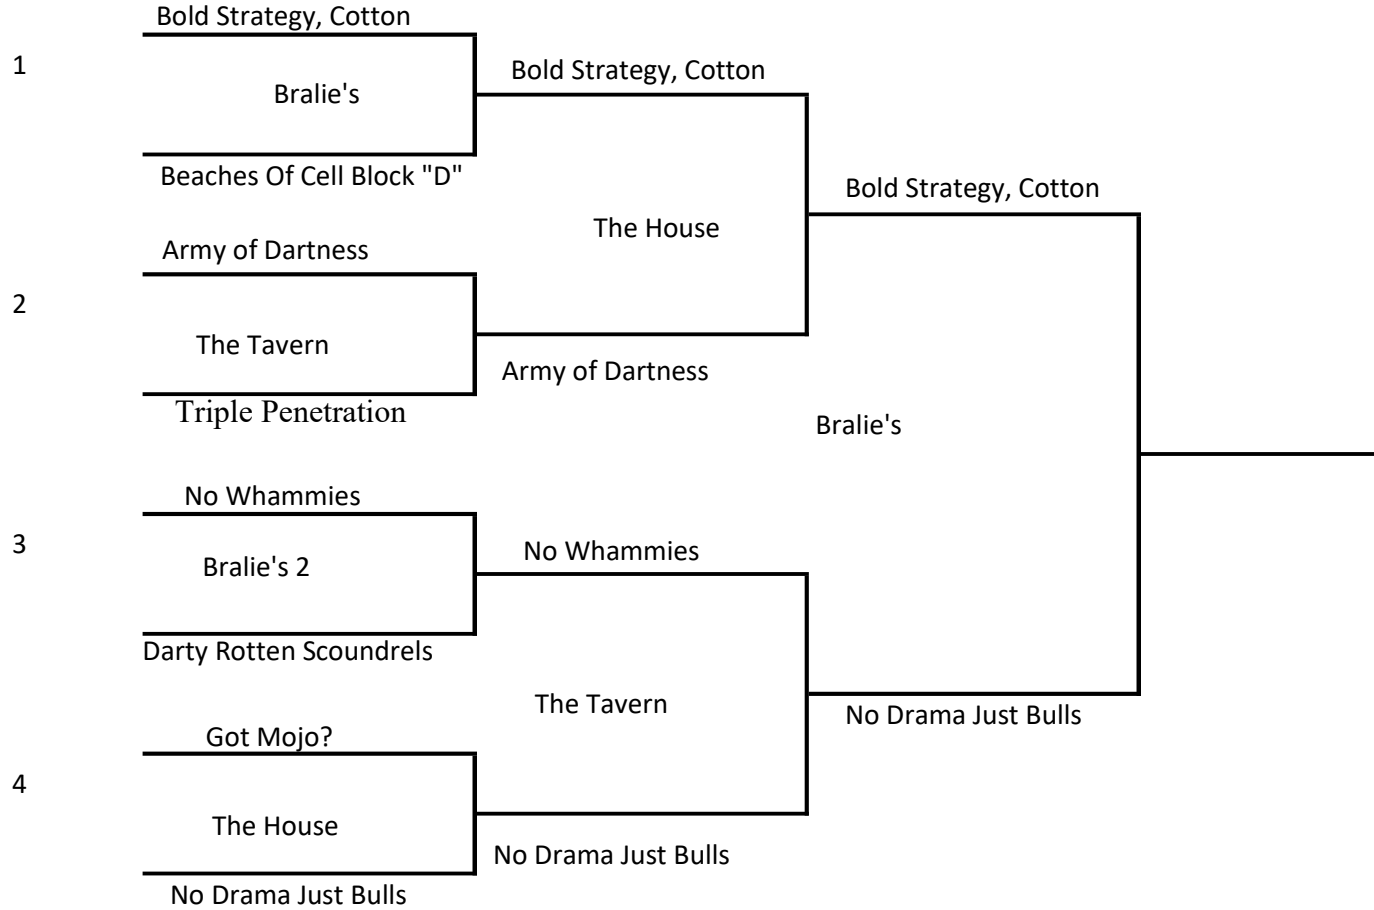 Bold Strategy, Cotton
1
Bralie's
Bold Strategy, Cotton
Beaches Of Cell Block "D"
Bold Strategy, Cotton
The House
Army of Dartness
2
The Tavern
Army of Dartness
Triple Penetration
Bralie's
No Whammies
3
Bralie's 2
No Whammies
Darty Rotten Scoundrels
The Tavern
No Drama Just Bulls
Got Mojo?
4
The House
No Drama Just Bulls
No Drama Just Bulls